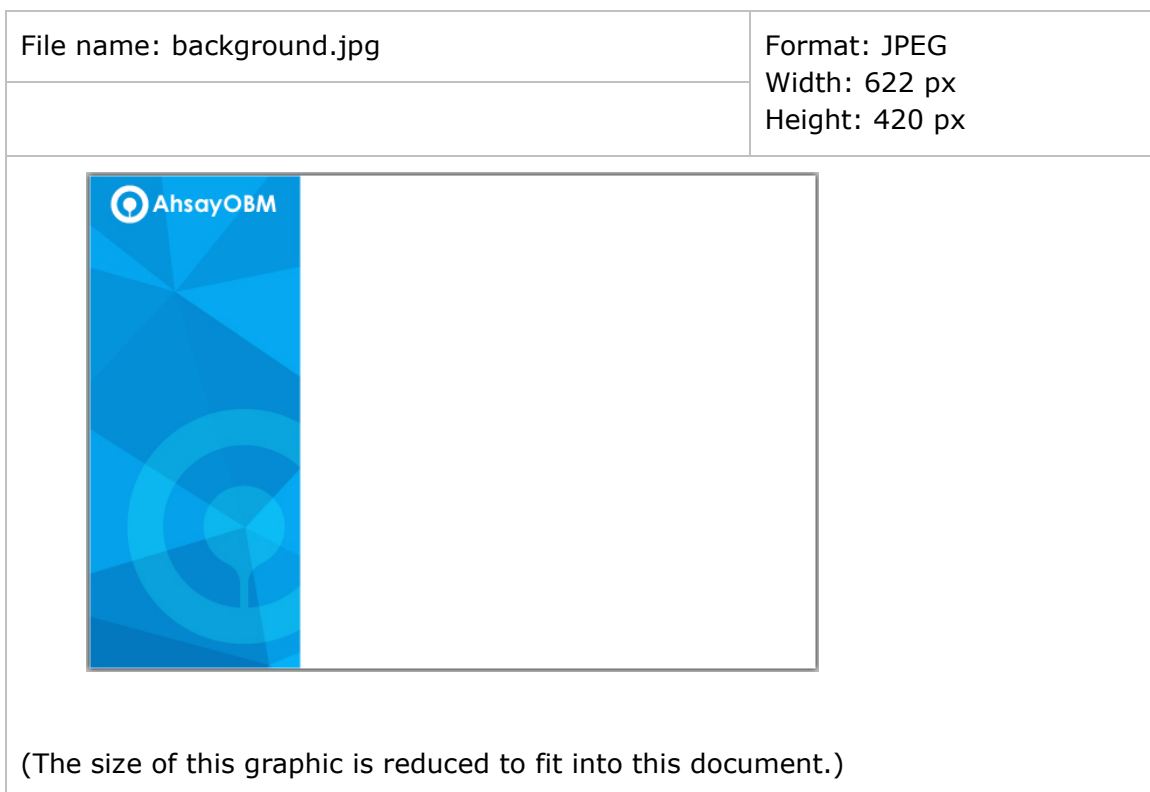 File name: background.jpg
Format: JPEG
Width: 622 px
Height: 420 px
AhsayOBM
(The size of this graphic is reduced to fit into this document.)